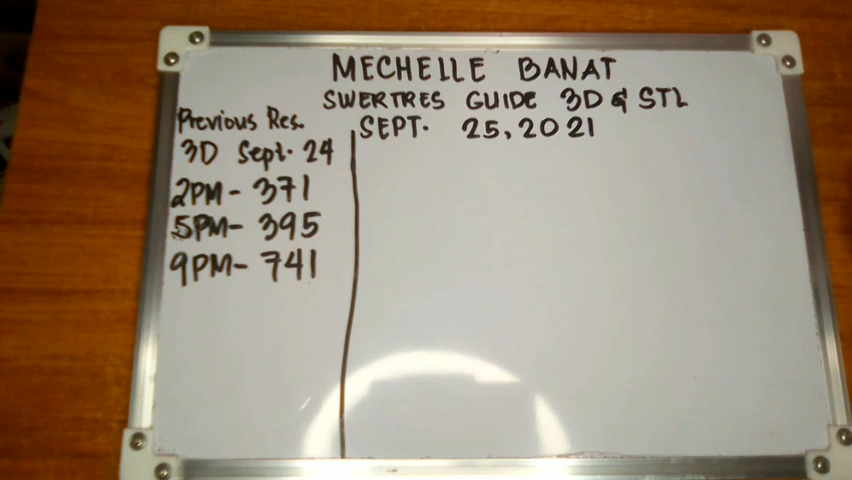 MECHELLE BANAT
SWERTRES GUIDE 3D & STL
SEPT. 25, 2021
Previous Res.
3D Sept. 24
2PM - 371
5PM - 395
9PM - 741